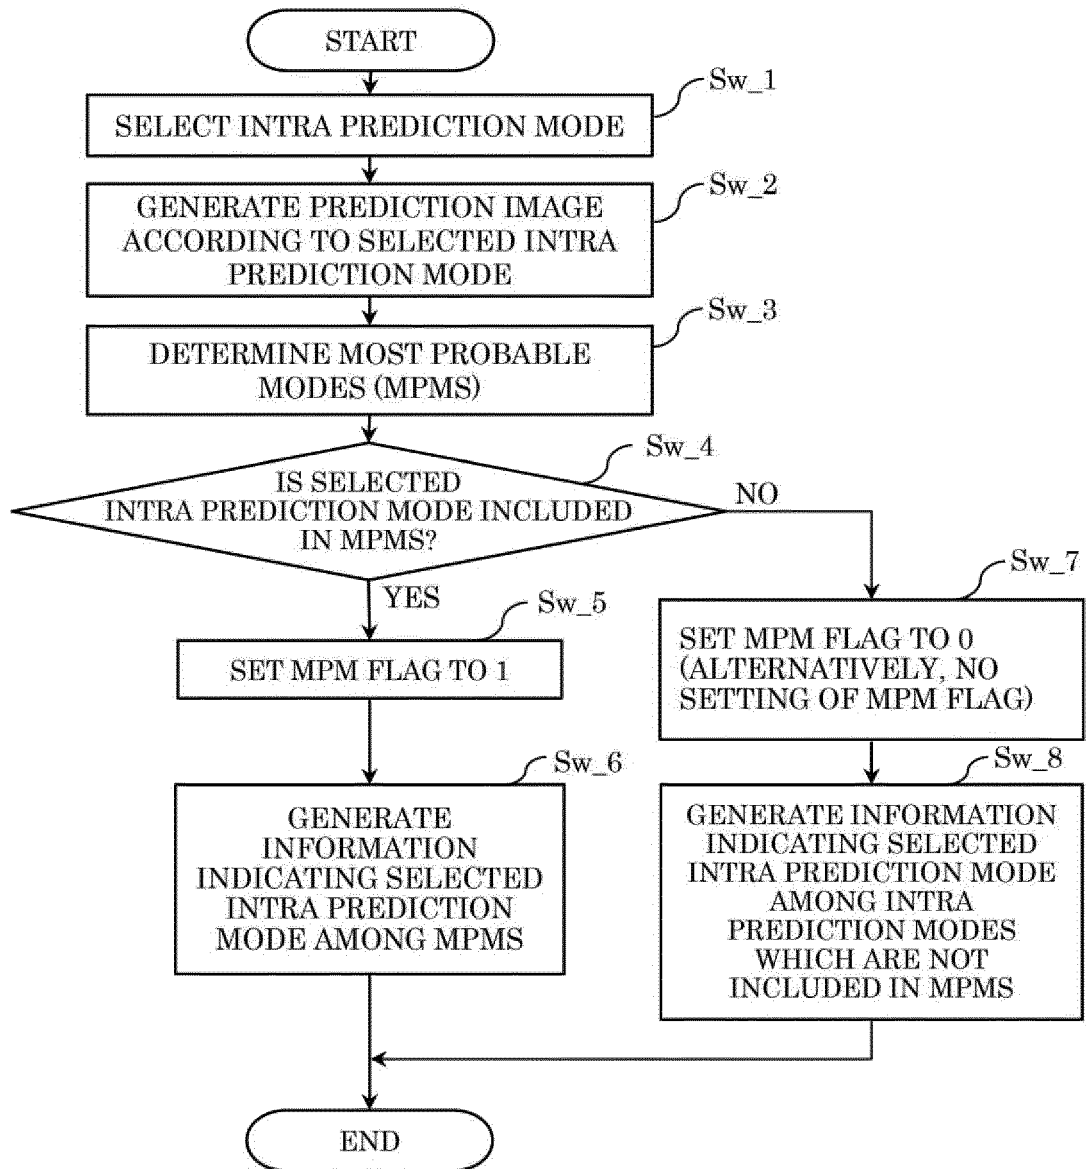 START
Sw_1
SELECT INTRA PREDICTION MODE
Sw_2
GENERATE PREDICTION IMAGE
ACCORDING TO SELECTED INTRA
PREDICTION MODE
Sw_3
DETERMINE MOST PROBABLE
MODES (MPMS)
Sw_4
IS SELECTED
INTRA PREDICTION MODE INCLUDED
IN MPMS?
NO
YES
Sw_5
SET MPM FLAG TO 1
Sw_6
GENERATE
INFORMATION
INDICATING SELECTED
INTRA PREDICTION
MODE AMONG MPMS
Sw_7
SET MPM FLAG TO 0
(ALTERNATIVELY, NO
SETTING OF MPM FLAG)
Sw_8
GENERATE INFORMATION
INDICATING SELECTED
INTRA PREDICTION MODE
AMONG INTRA
PREDICTION MODES
WHICH ARE NOT
INCLUDED IN MPMS
END